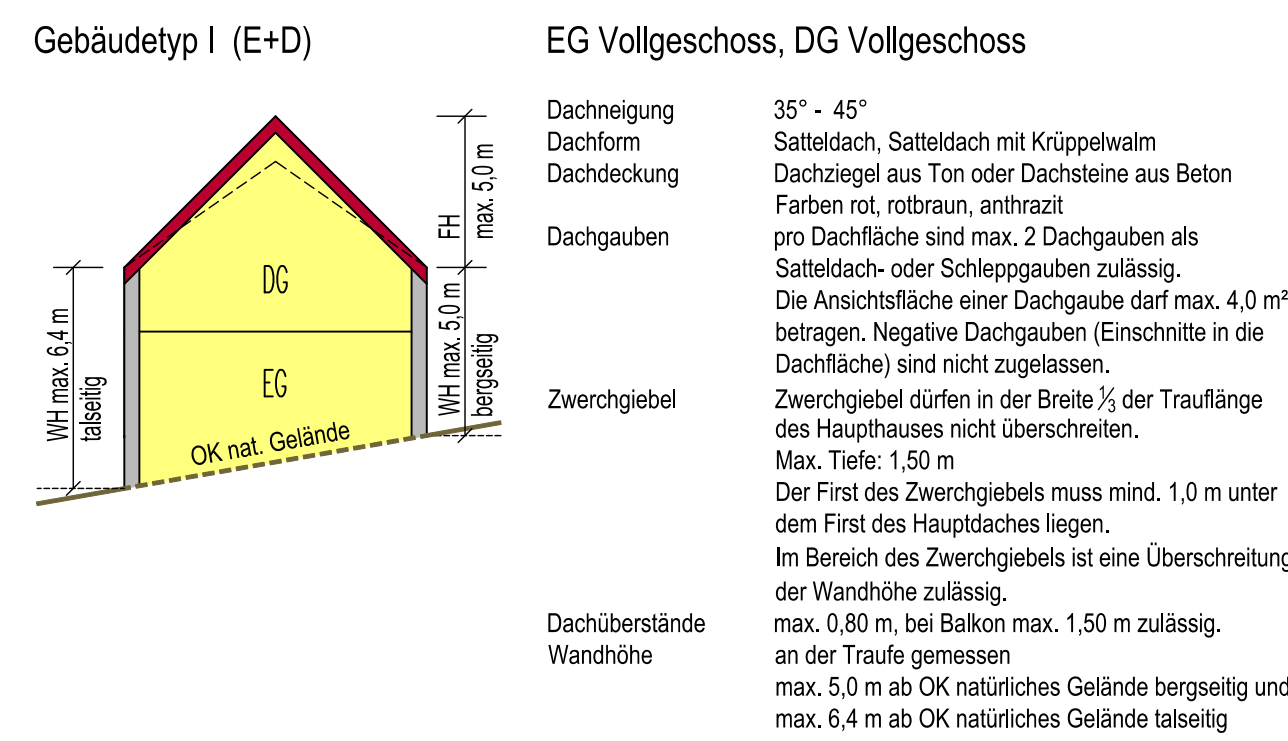 Gebäudetyp I (E+D)
EG Vollgeschoss, DG Vollgeschoss
FH
max. 5,0 m
DG
EG
WH max. 6,4 m
talseitig
WH max. 5,0 m
bergseitig
OK nat. Gelände
Dachneigung 35° - 45°
Dachform Satteldach, Satteldach mit Krüppelwalm
Dachdeckung Dachziegel aus Ton oder Dachsteine aus Beton
Farben rot, rotbraun, anthrazit
Dachgauben pro Dachfläche sind max. 2 Dachgauben als
Satteldach- oder Schleppgauben zulässig.
Die Ansichtsfläche einer Dachgaube darf max. 4,0 m²
betragen. Negative Dachgauben (Einschnitte in die
Dachfläche) sind nicht zugelassen.
Zwerchgiebel Zwerchgiebel dürfen in der Breite ⅓ der Trauflänge
des Haupthauses nicht überschreiten.
Max. Tiefe: 1,50 m
Der First des Zwerchgiebels muss mind. 1,0 m unter
dem First des Hauptdaches liegen.
Im Bereich des Zwerchgiebels ist eine Überschreitung
der Wandhöhe zulässig.
Dachüberstände max. 0,80 m, bei Balkon max. 1,50 m zulässig.
Wandhöhe an der Traufe gemessen
max. 5,0 m ab OK natürliches Gelände bergseitig und
max. 6,4 m ab OK natürliches Gelände talseitig